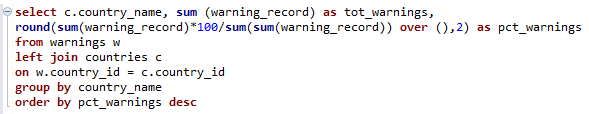 select c.country_name, sum (warning_record) as tot_warnings,
round(sum(warning_record)*100/sum(sum(warning_record)) over (),2) as pct_warnings
from warnings w
left join countries c
on w.country_id = c.country_id
group by country_name
order by pct_warnings desc